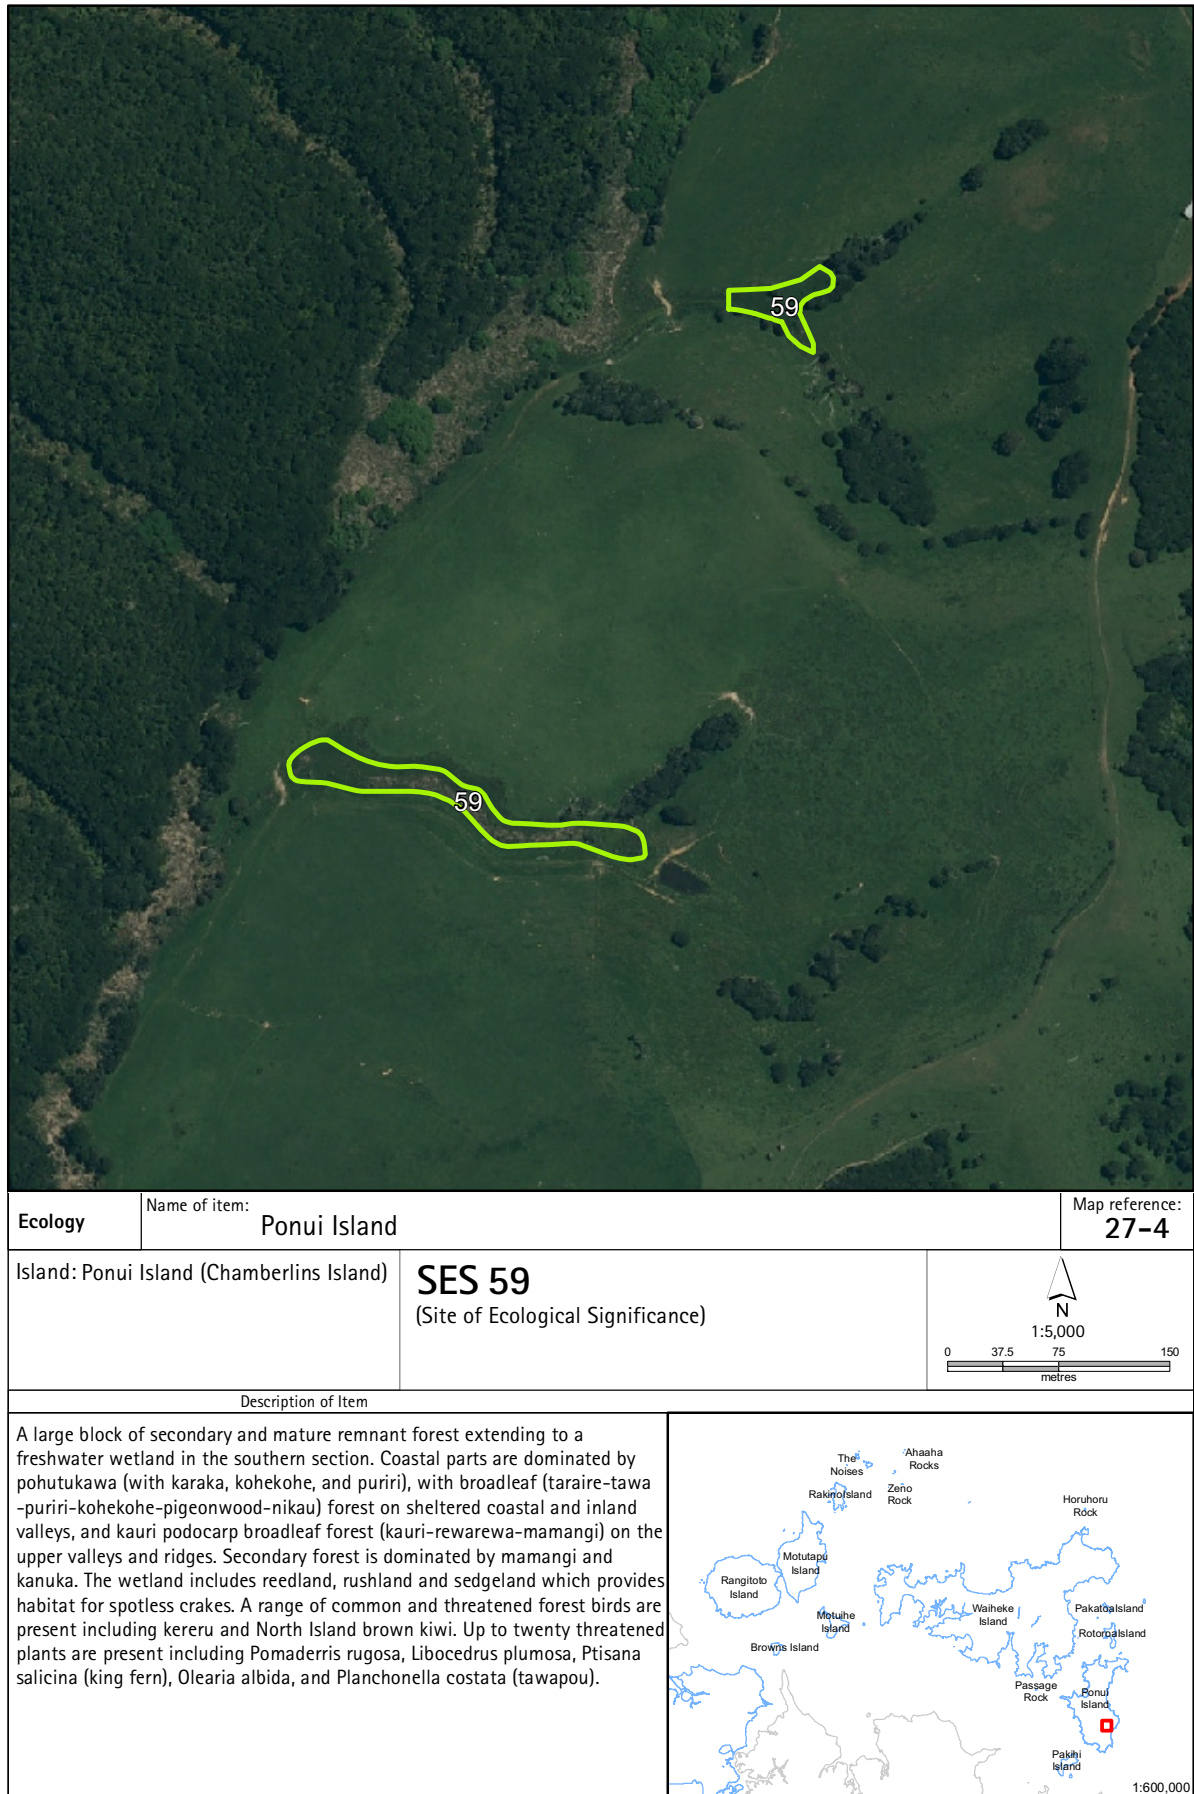 59
59
Ecology
Name of item:
Ponui Island
Map reference:
27-4
Island: Ponui Island (Chamberlins Island)
SES 59
(Site of Ecological Significance)
N
1:5,000
0 37.5 75 150
metres
Description of Item
A large block of secondary and mature remnant forest extending to a
freshwater wetland in the southern section. Coastal parts are dominated by
pohutukawa (with karaka, kohekohe, and puriri), with broadleaf (taraire-tawa
-puriri-kohekohe-pigeonwood-nikau) forest on sheltered coastal and inland
valleys, and kauri podocarp broadleaf forest (kauri-rewarewa-mamangi) on the
upper valleys and ridges. Secondary forest is dominated by mamangi and
kanuka. The wetland includes reedland, rushland and sedgeland which provides
habitat for spotless crakes. A range of common and threatened forest birds are
present including kereru and North Island brown kiwi. Up to twenty threatened
plants are present including Pomaderris rugosa, Libocedrus plumosa, Ptisana
salicina (king fern), Olearia albida, and Planchonella costata (tawapou).
The
Noises
Ahaaha
Rocks
Rakino Island
Zeno
Rock
Horuhoru
Rock
Motutapu
Island
Rangitoto
Island
Motuihe
Island
Waiheke
Island
Pakatoa Island
Rotoroa Island
Browns Island
Passage
Rock
Ponui
Island
Pakihi
Island
1:600,000